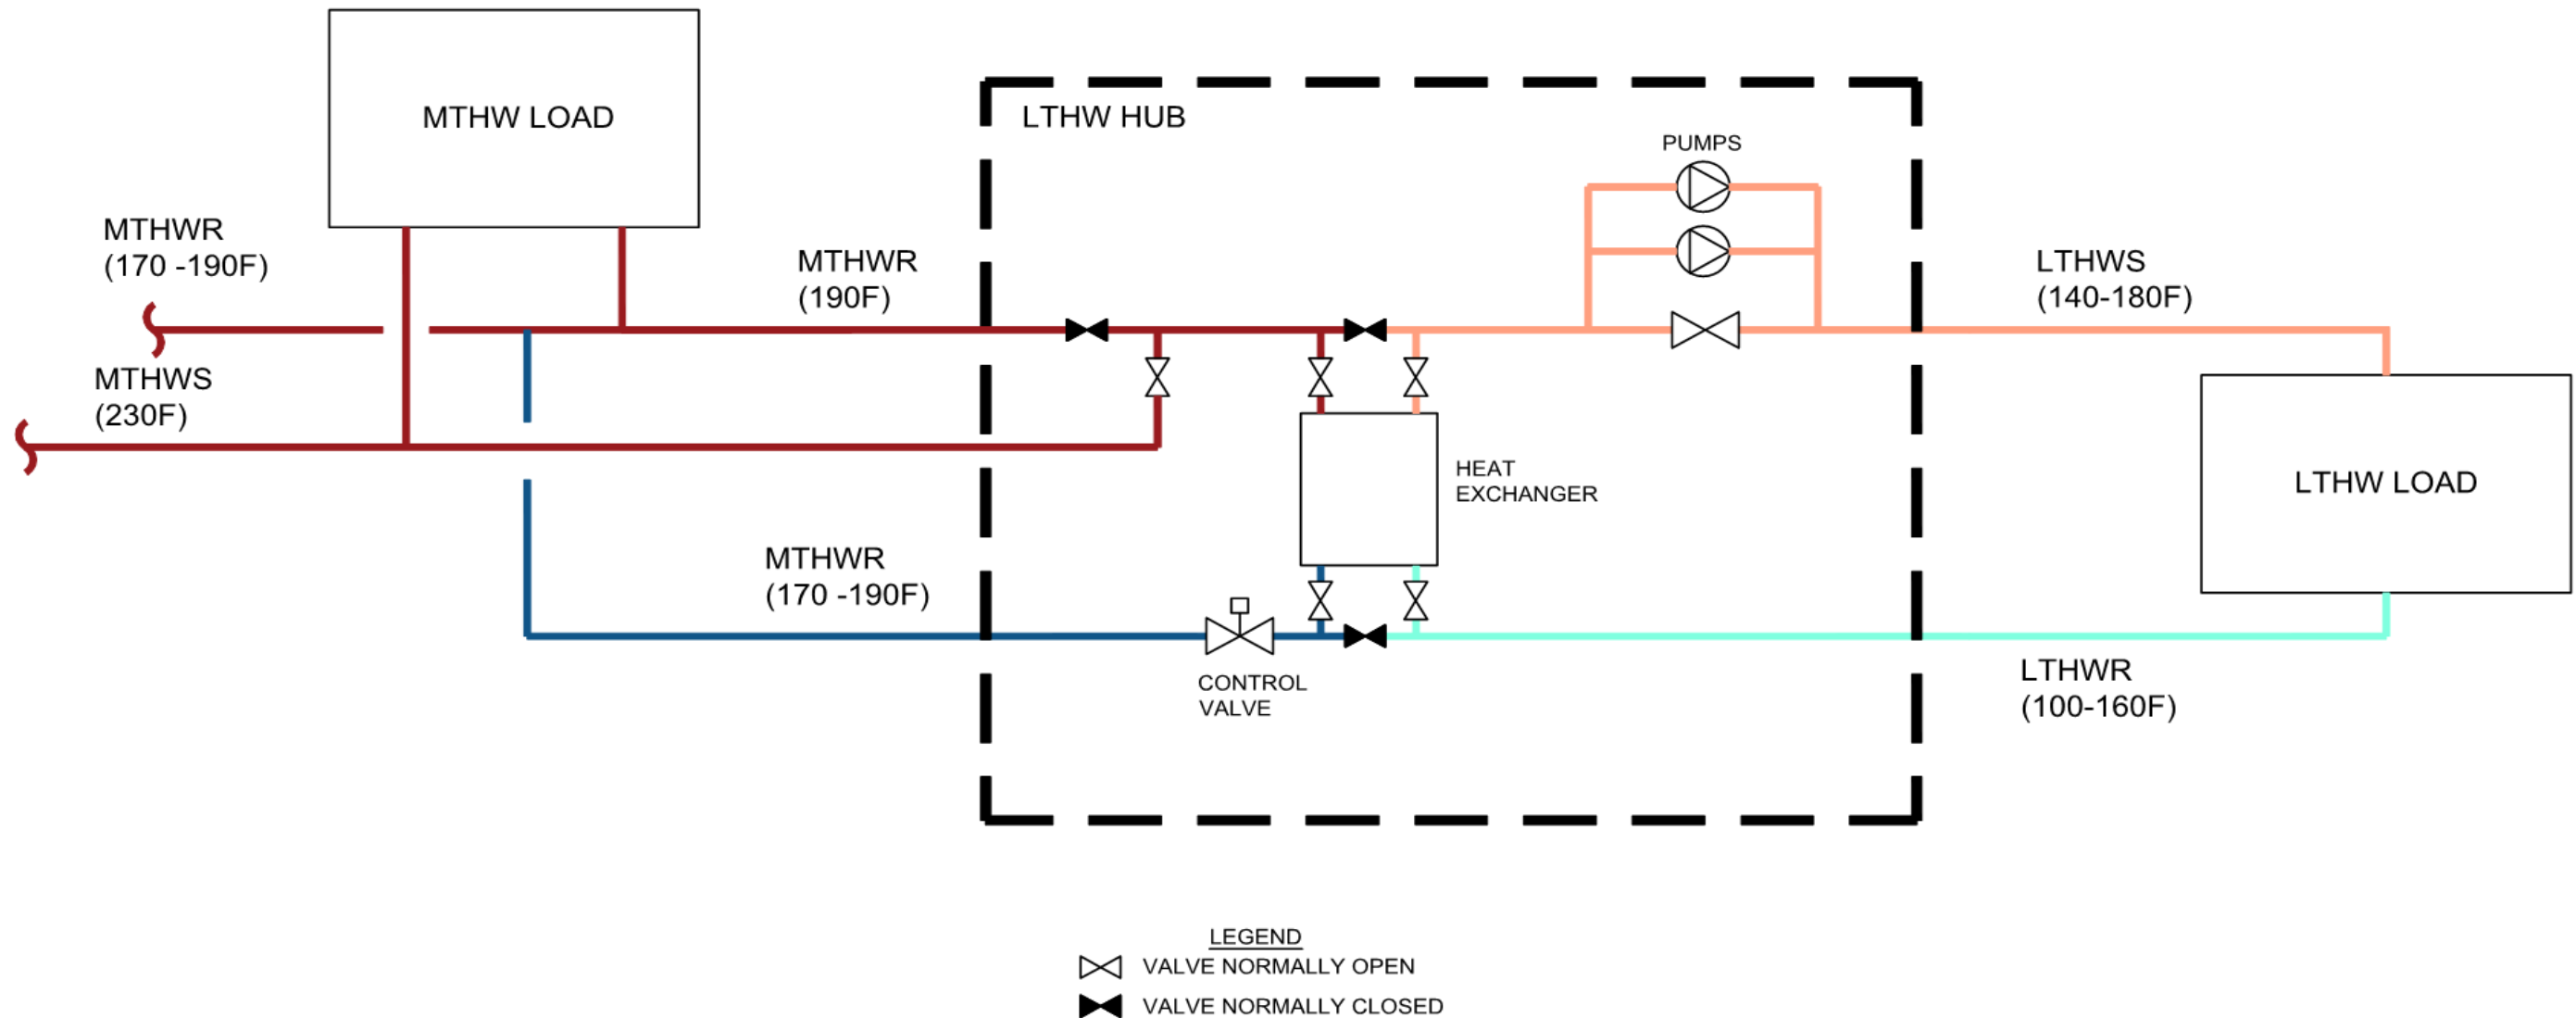 MTHW LOAD
LTHW HUB
PUMPS
MTHWR
(170 -190F)
MTHWR
(190F)
LTHWS
(140-180F)
MTHWS
(230F)
HEAT
EXCHANGER
LTHW LOAD
MTHWR
(170 -190F)
CONTROL
VALVE
LTHWR
(100-160F)
LEGEND
VALVE NORMALLY OPEN
VALVE NORMALLY CLOSED